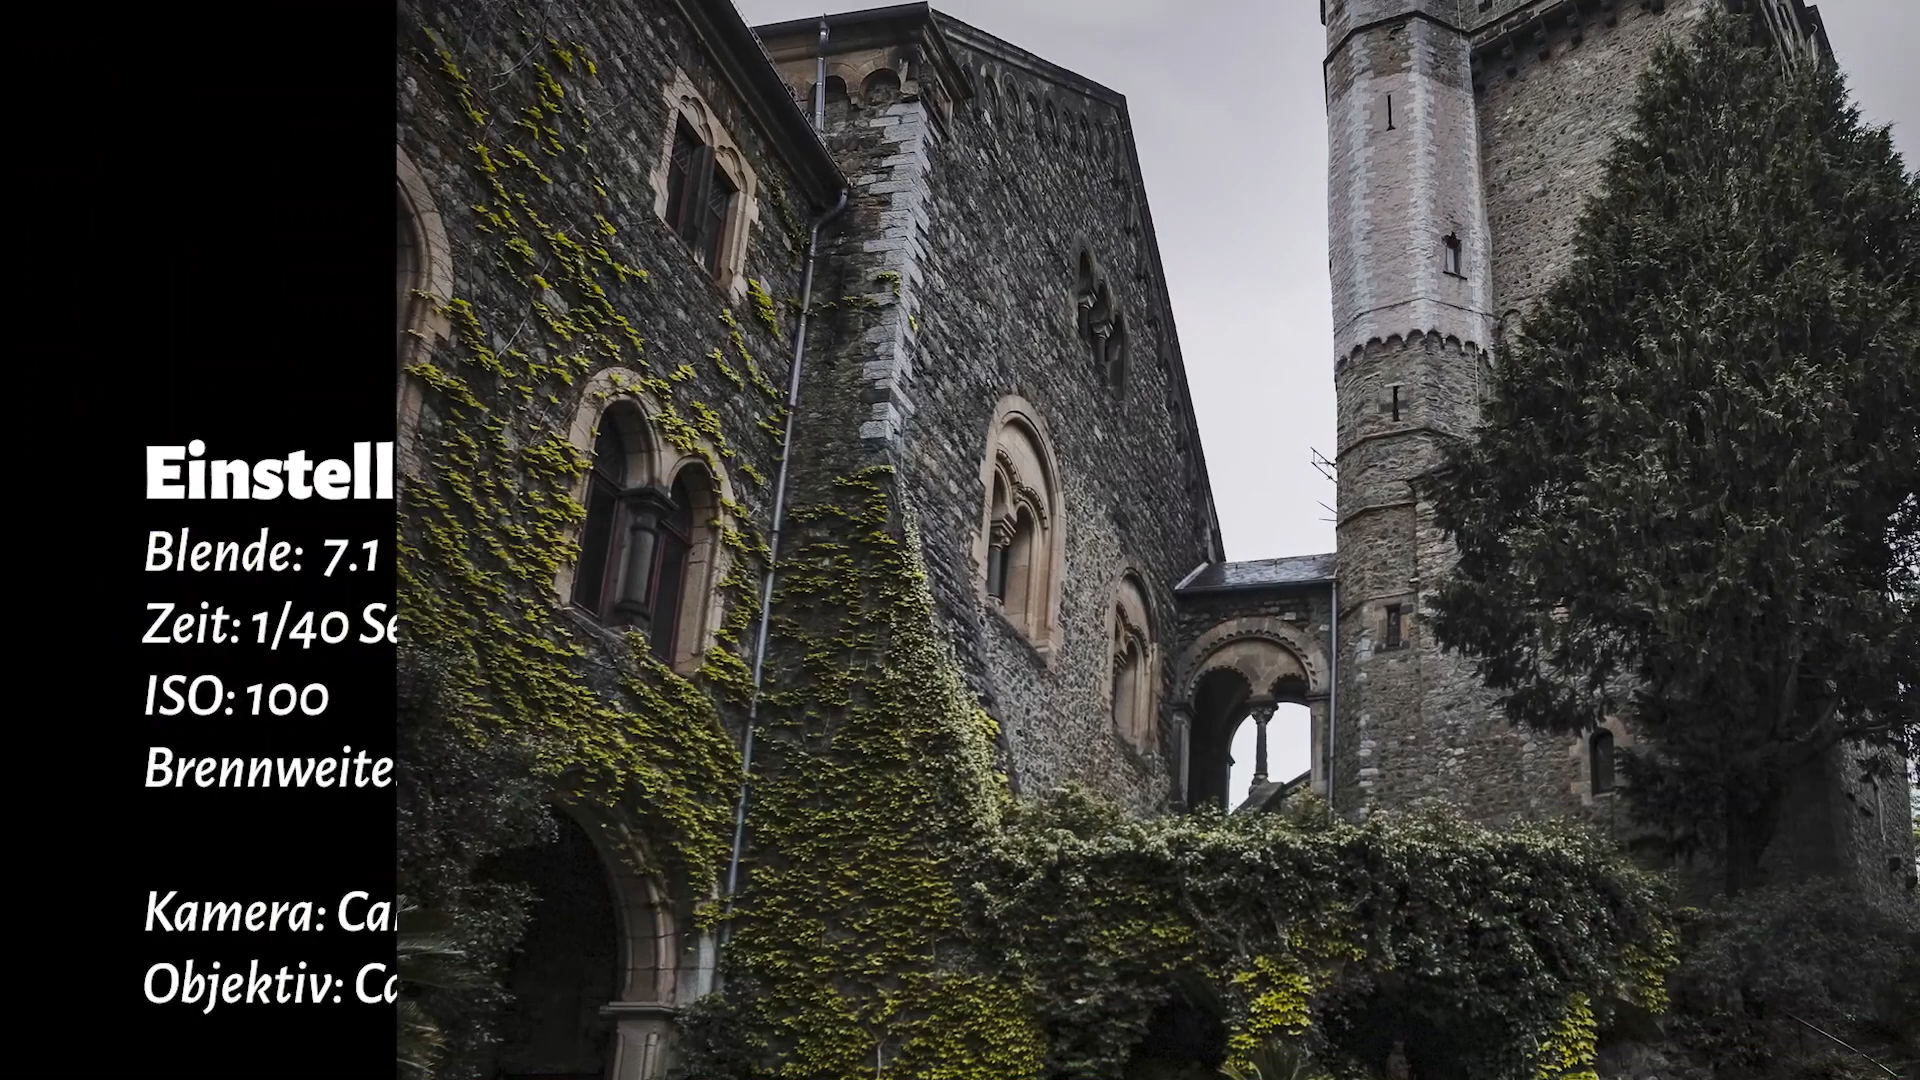 Einstell
Blende: 7.1
Zeit: 1/40 Se
ISO: 100
Brennweite
Kamera: Ca
Objektiv: Ca